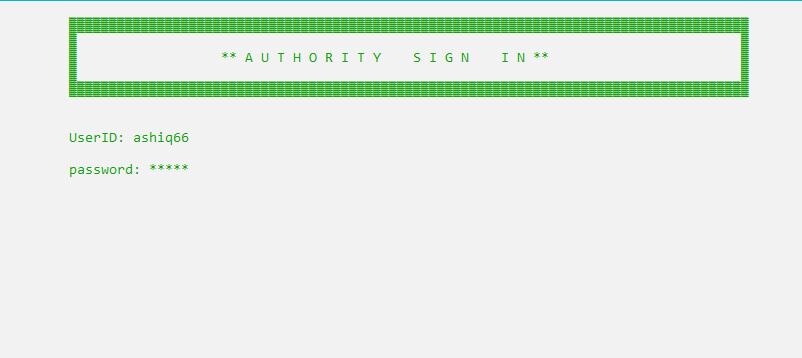 ** A U T H O R I T Y    S I G N    I N **
UserID: ashiq66
password: *****